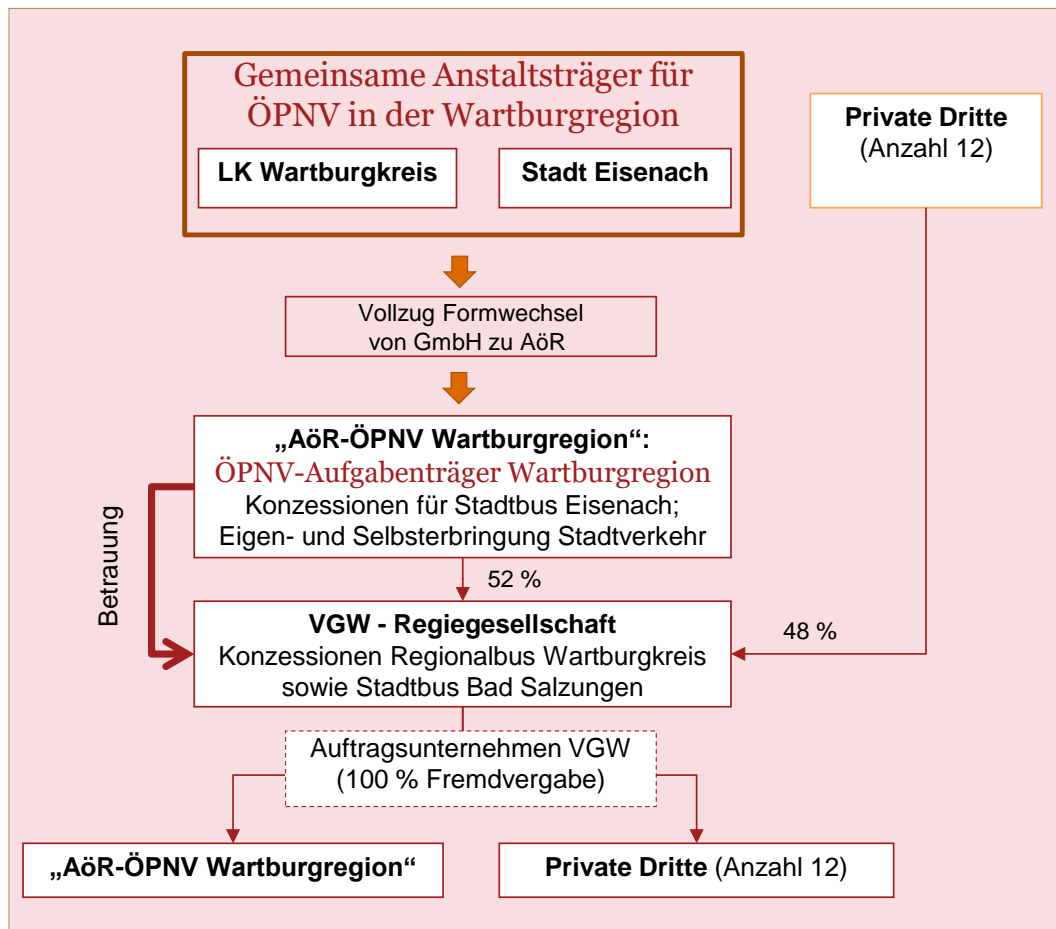 Gemeinsame Anstaltsträger für
ÖPNV in der Wartburgregion
LK Wartburgkreis
Stadt Eisenach
Private Dritte
(Anzahl 12)
Vollzug Formwechsel
von GmbH zu AöR
„AöR-ÖPNV Wartburgregion“:
ÖPNV-Aufgabenträger Wartburgregion
Konzessionen für Stadtbus Eisenach;
Eigen- und Selbsterbringung Stadtverkehr
Betrauung
52 %
VGW - Regiegesellschaft
Konzessionen Regionalbus Wartburgkreis
sowie Stadtbus Bad Salzungen
48 %
Auftragsunternehmen VGW
(100 % Fremdvergabe)
„AöR-ÖPNV Wartburgregion“
Private Dritte (Anzahl 12)